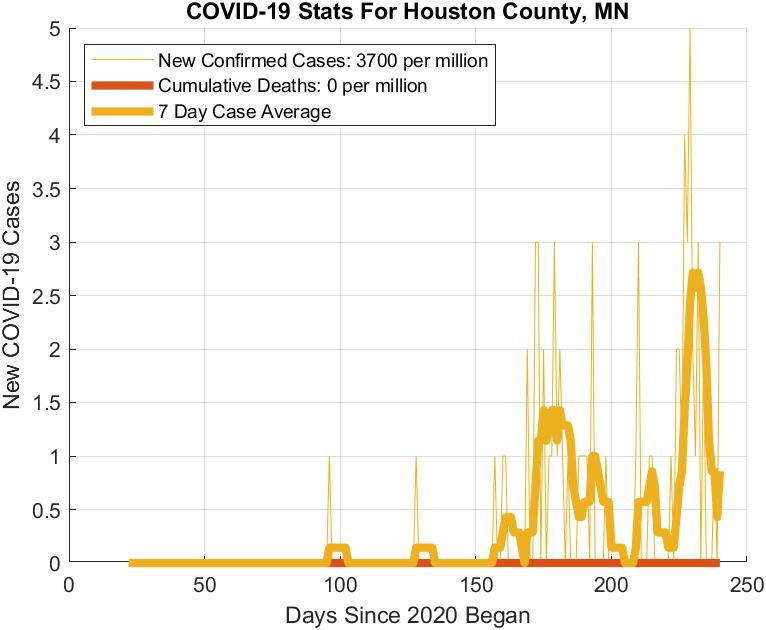 COVID-19 Stats For Houston County, MN
New Confirmed Cases: 3700 per million
Cumulative Deaths: 0 per million
7 Day Case Average
New COVID-19 Cases
5
4.5
4
3.5
3
2.5
2
1.5
1
0.5
0
0 50 100 150 200 250
Days Since 2020 Began